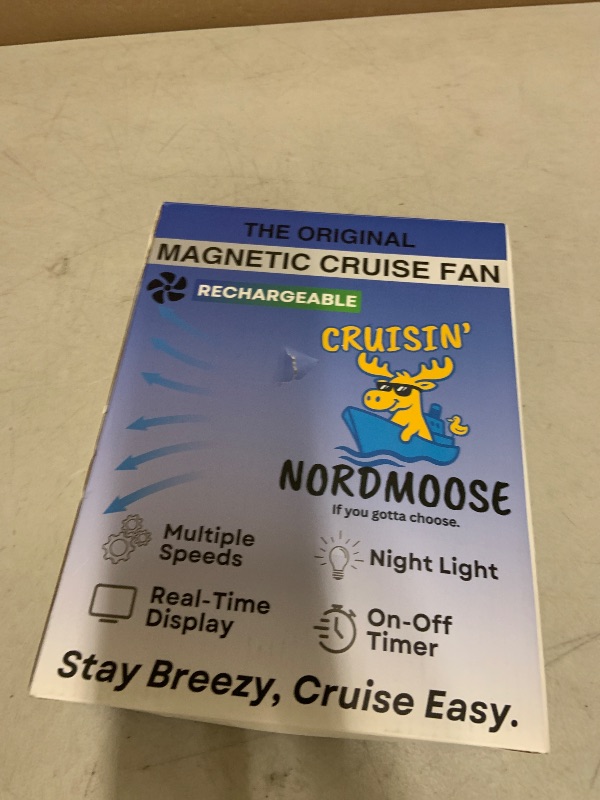 THE ORIGINAL
MAGNETIC CRUISE FAN
RECHARGEABLE
CRUISIN'
NORDMOOSE
If you gotta choose.
Multiple
Speeds
Night Light
Real-Time
Display
On-Off
Timer
Stay Breezy, Cruise Easy.